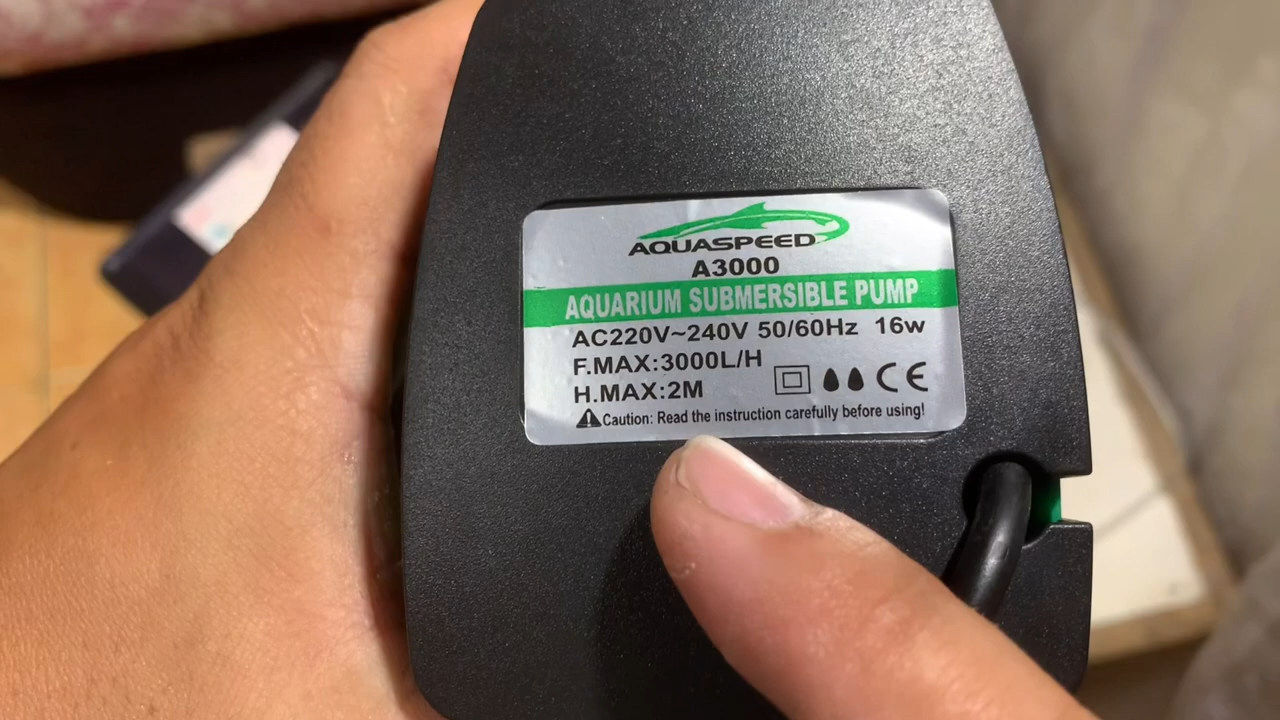 AQUASPEED
A3000
AQUARIUM SUBMERSIBLE PUMP
AC220V~240V 50/60Hz 16w
F.MAX:3000L/H
H.MAX:2M
CE
Caution: Read the instruction carefully before using!